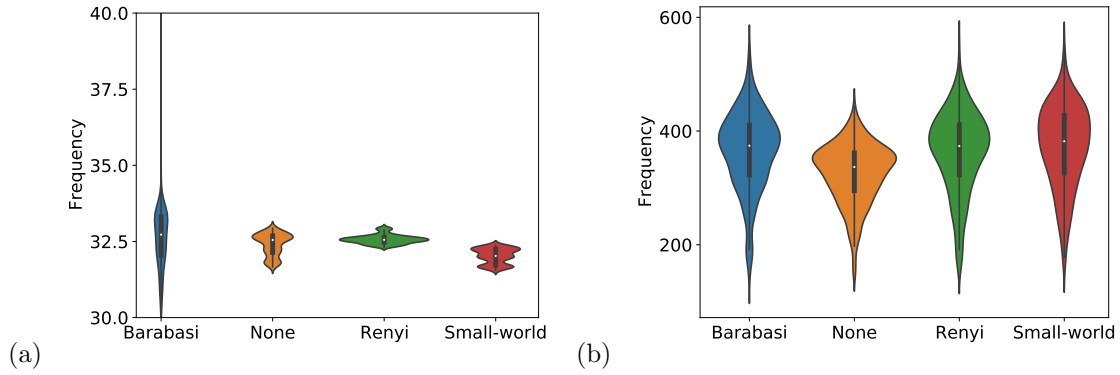 40.0
37.5
35.0
32.5
30.0
Frequency
Barabasi None Renyi Small-world
(a)
600
400
200
Frequency
Barabasi None Renyi Small-world
(b)